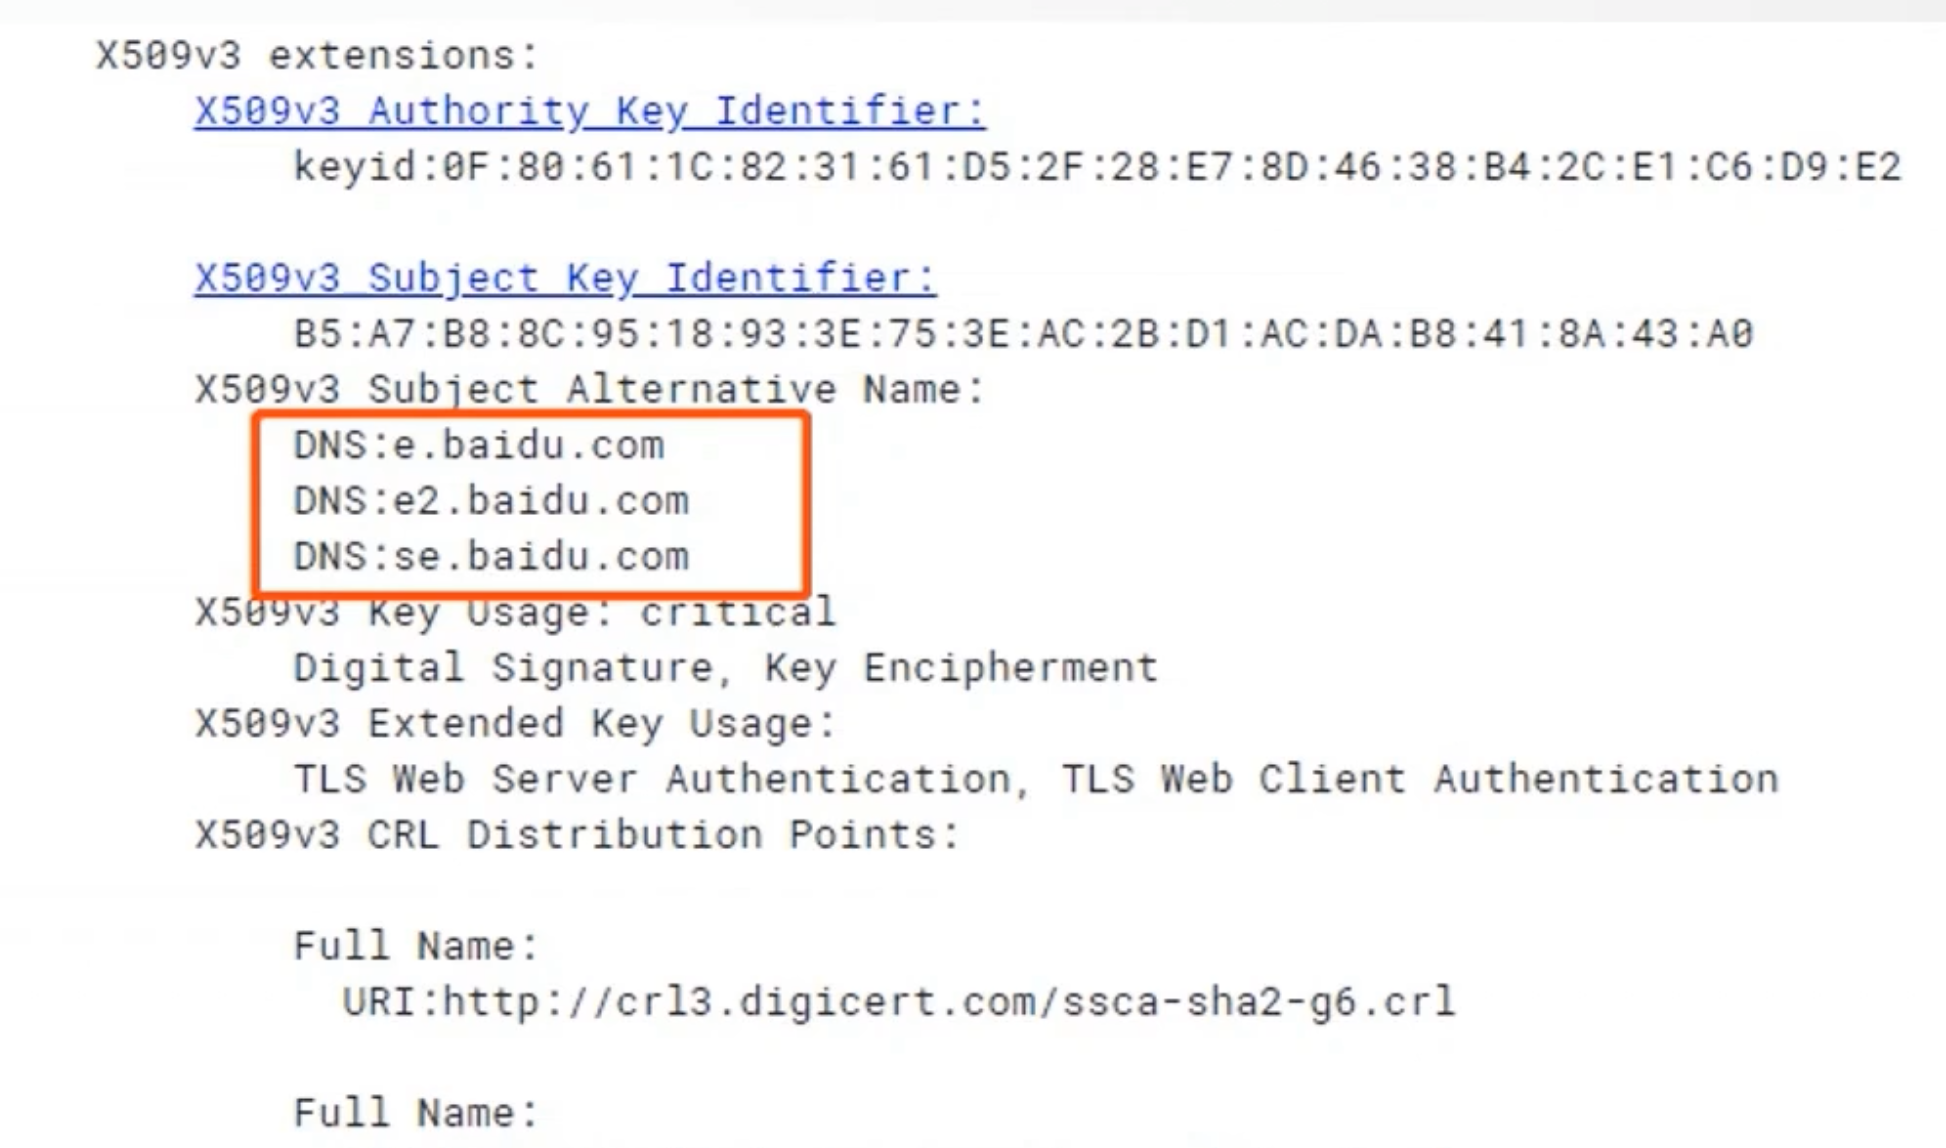 X509v3 extensions:
X509v3 Authority Key Identifier:
keyid:0F:80:61:1C:82:31:61:D5:2F:28:E7:8D:46:38:B4:2C:E1:C6:D9:E2
X509v3 Subject Key Identifier:
B5:A7:B8:8C:95:18:93:3E:75:3E:AC:2B:D1:AC:DA:B8:41:8A:43:A0
X509v3 Subject Alternative Name:
DNS:e.baidu.com
DNS:e2.baidu.com
DNS:se.baidu.com
X509v3 Key Usage: critical
Digital Signature, Key Encipherment
X509v3 Extended Key Usage:
TLS Web Server Authentication, TLS Web Client Authentication
X509v3 CRL Distribution Points:
Full Name:
URI:http://crl3.digicert.com/ssca-sha2-g6.crl
Full Name: